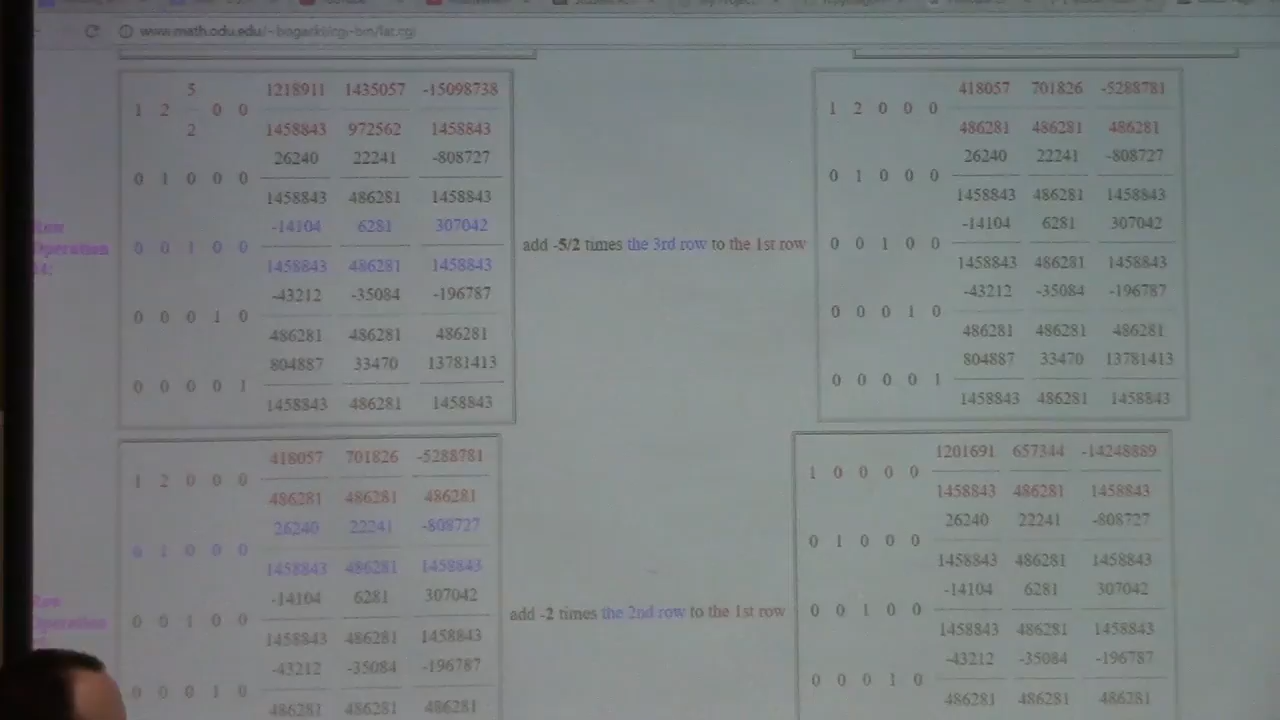 www.math.odu.edu/~bogacki/cgi-bin/lat.cgi
5 1218911 1435057 -15098738
1 2 0 0
2 1458843 972562 1458843
26240 22241 -808727
0 1 0 0 0
1458843 486281 1458843
-14104 6281 307042
0 0 1 0 0
1458843 486281 1458843
-43212 -35084 -196787
0 0 0 1 0
486281 486281 486281
804887 33470 13781413
0 0 0 0 1
1458843 486281 1458843
Row
Operation
add -5/2 times the 3rd row to the 1st row
418057 701826 -5288781
1 2 0 0 0
486281 486281 486281
26240 22241 -808727
0 1 0 0 0
1458843 486281 1458843
-14104 6281 307042
0 0 1 0 0
1458843 486281 1458843
-43212 -35084 -196787
0 0 0 1 0
486281 486281 486281
804887 33470 13781413
0 0 0 0 1
1458843 486281 1458843
418057 701826 -5288781
1 2 0 0 0
486281 486281 486281
26240 22241 -808727
0 1 0 0 0
1458843 486281 1458843
-14104 6281 307042
0 0 1 0 0
1458843 486281 1458843
-43212 -35084 -196787
0 0 0 1 0
486281 486281 486281
Row
Operation
add -2 times the 2nd row to the 1st row
1201691 657344 -14248889
1 0 0 0 0
1458843 486281 1458843
26240 22241 -808727
0 1 0 0 0
1458843 486281 1458843
-14104 6281 307042
0 0 1 0 0
1458843 486281 1458843
-43212 -35084 -196787
0 0 0 1 0
486281 486281 486281